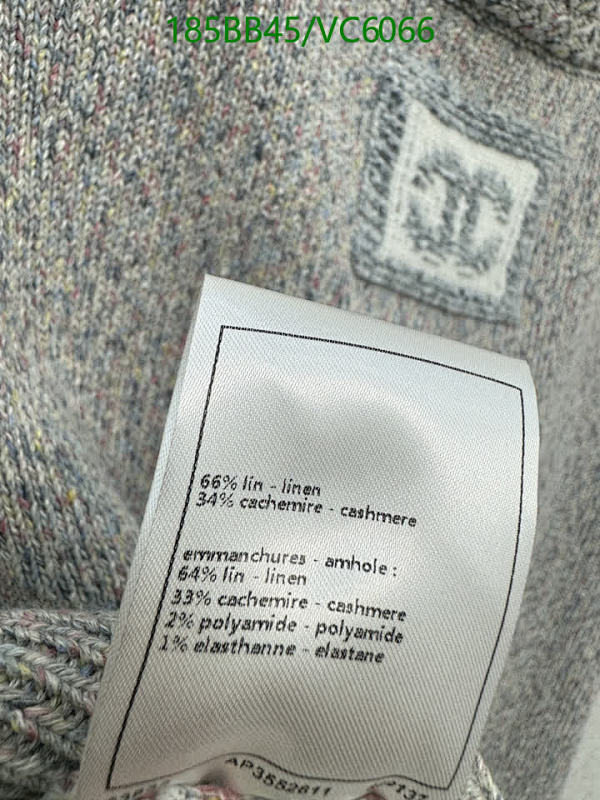 185BB45/VC6066
66% lin - linen
34% cachemire - cashmere
emmanchures - amhole :
64% lin - linen
33% cachemire - cashmere
2% polyamide - polyamide
1% elasthanne - elastane
AP3552611